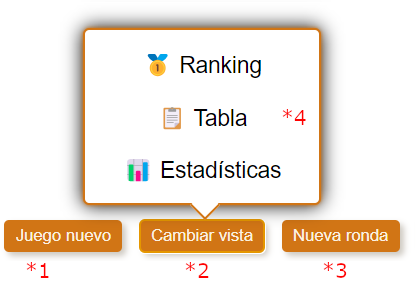 Ranking
Tabla *4
Estadísticas
Juego nuevo Cambiar vista Nueva ronda
*1 *2 *3